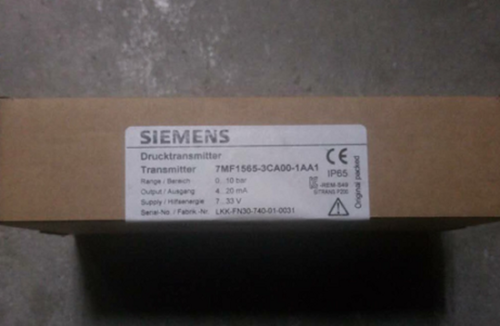 SIEMENS
Drucktransmitter
Transmitter 7MF1565-3CA00-1AA1
Range / Bereich 0...10 bar
Output / Ausgang 4...20 mA
Supply / Hilfsenergie 7...33 V
Serial-No. / Fabrik.-Nr. LKK-FN30-740-01-0031
CE
IP65
Original packed